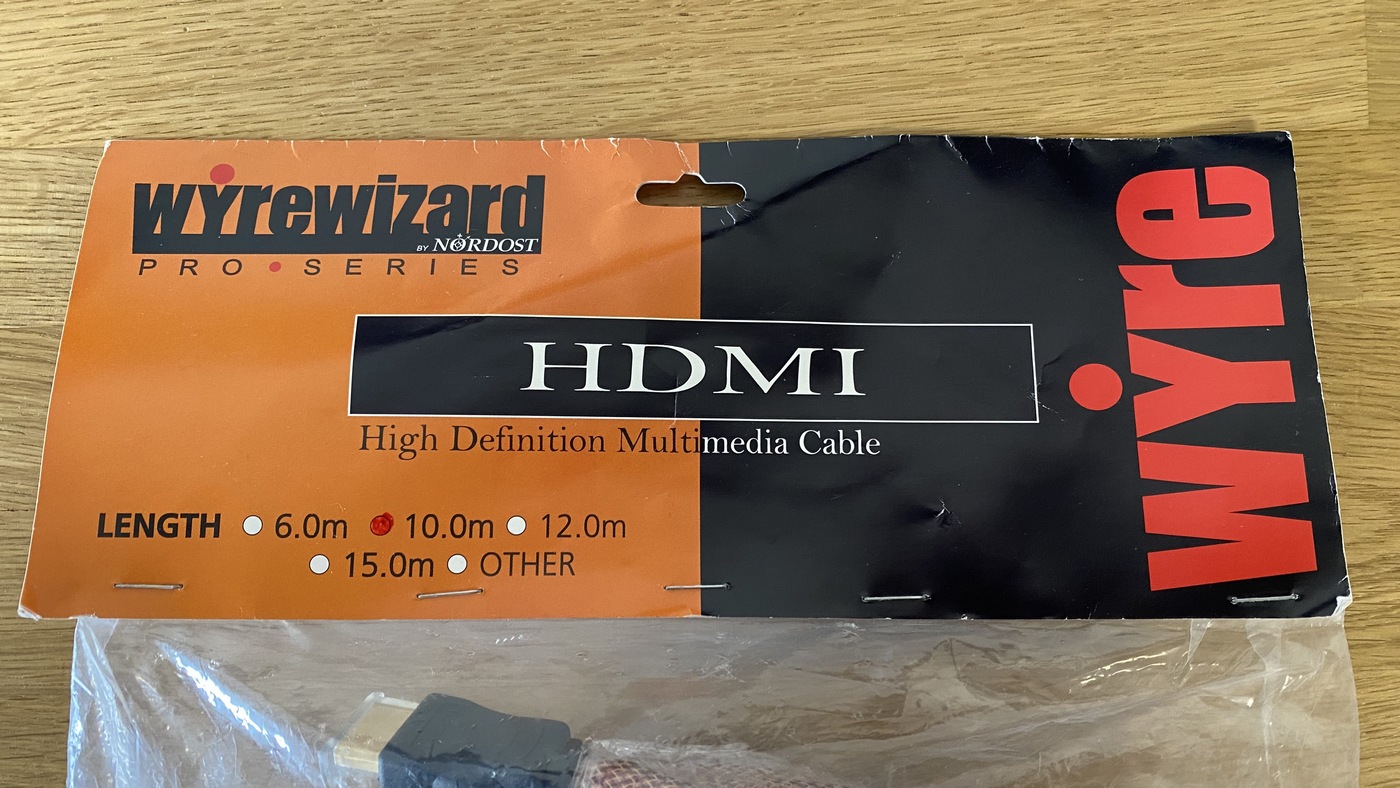 wyrewizard
BY NORDOST
PRO • SERIES
HDMI
High Definition Multimedia Cable
LENGTH 6.0m 10.0m 12.0m
15.0m OTHER
wyre